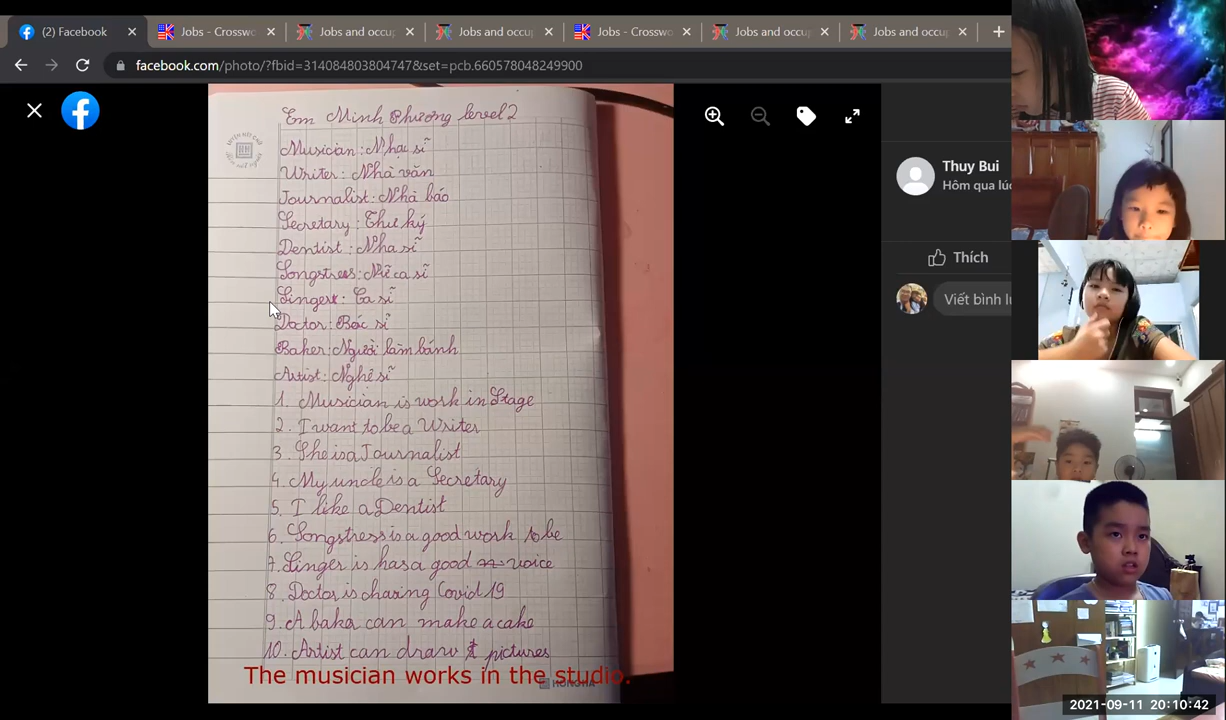 (2) Facebook
Jobs - Crosswo
Jobs and occu
Jobs and occu
Jobs - Crosswo
Jobs and occu
Jobs and occu
facebook.com/photo/?fbid=314084803804747&set=pcb.660578048249900
Em Minh Phương level 2
Musician: Nhạc sĩ
Writer: Nhà văn
Journalist: Nhà báo
Secretary: Thư ký
Dentist: Nha sĩ
Songstress: Nữ ca sĩ
Singer: Ca sĩ
Doctor: Bác sĩ
Baker: Người làm bánh
Artist: Nghệ sĩ
1. Musician is work in Stage
2. I want to be a Writer
3. She is a Journalist
4. My uncle is a Secretary
5. I like a Dentist
6. Songstress is a good work to be
7. Singer is has a good voice
8. Doctor is charing Covid 19
9. A baker can make a cake
10. Artist can draw pictures
The musician works in the studio.
Thuy Bui
Hôm qua lúc
Thích
Viết bình lu
2021-09-11 20:10:42